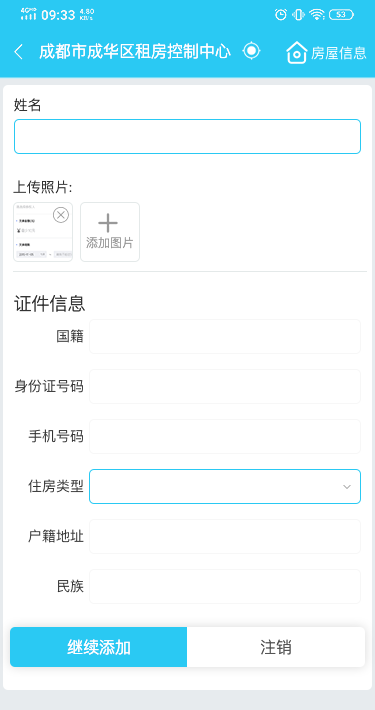 4G HD 09:33 4.80 KB/s 53
成都市成华区租房控制中心 房屋信息
姓名
上传照片:
添加图片
证件信息
国籍
身份证号码
手机号码
住房类型
户籍地址
民族
继续添加 注销